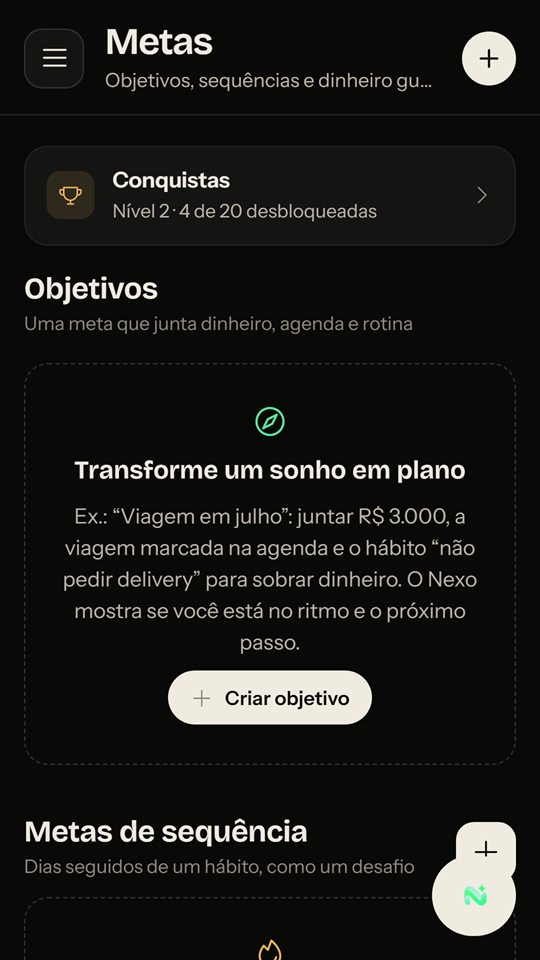 Metas
Objetivos, sequências e dinheiro gu...
Conquistas
Nível 2 · 4 de 20 desbloqueadas
Objetivos
Uma meta que junta dinheiro, agenda e rotina
Transforme um sonho em plano
Ex.: “Viagem em julho”: juntar R$ 3.000, a
viagem marcada na agenda e o hábito “não
pedir delivery” para sobrar dinheiro. O Nexo
mostra se você está no ritmo e o próximo
passo.
Criar objetivo
Metas de sequência
Dias seguidos de um hábito, como um desafio